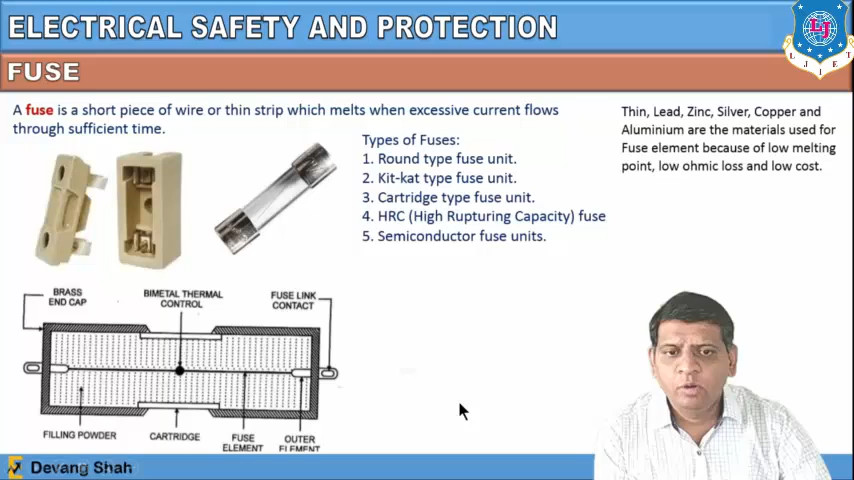 ELECTRICAL SAFETY AND PROTECTION
LJ
LJIET
FUSE
A fuse is a short piece of wire or thin strip which melts when excessive current flows
through sufficient time.
Types of Fuses:
1. Round type fuse unit.
2. Kit-kat type fuse unit.
3. Cartridge type fuse unit.
4. HRC (High Rupturing Capacity) fuse
5. Semiconductor fuse units.
Thin, Lead, Zinc, Silver, Copper and
Aluminium are the materials used for
Fuse element because of low melting
point, low ohmic loss and low cost.
BRASS
END CAP
BIMETAL THERMAL
CONTROL
FUSE LINK
CONTACT
FILLING POWDER
CARTRIDGE
FUSE
ELEMENT
OUTER
ELEMENT
Devang Shah